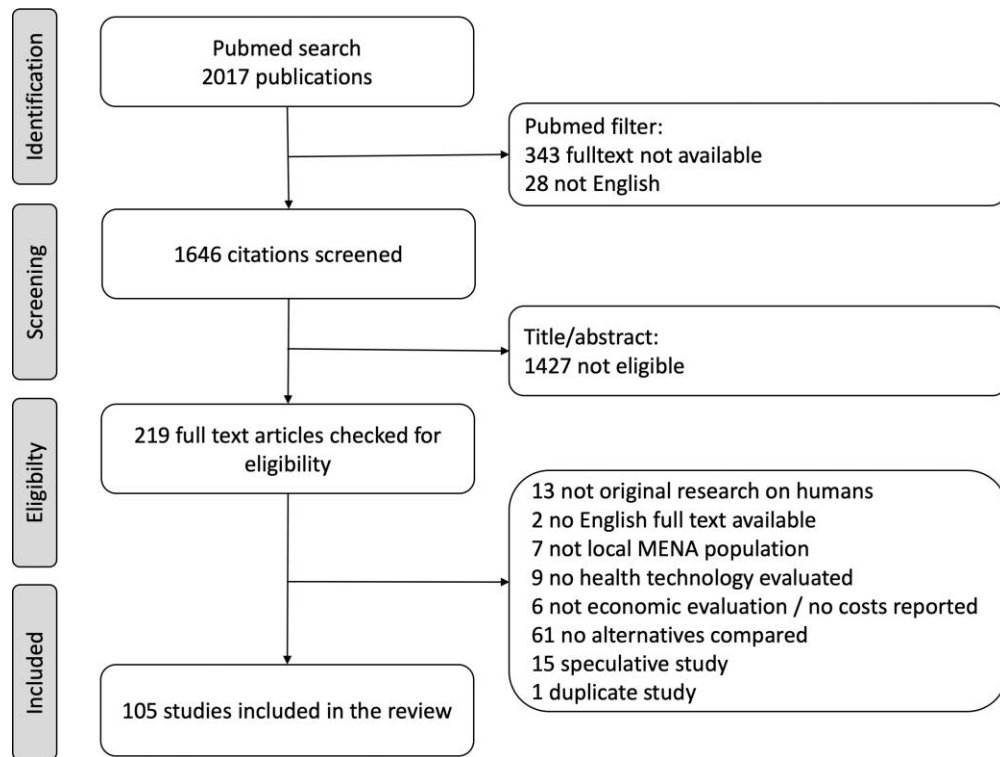 Identification
Pubmed search
2017 publications
Pubmed filter:
343 fulltext not available
28 not English
Screening
1646 citations screened
Title/abstract:
1427 not eligible
Eligibilty
219 full text articles checked for
eligibility
13 not original research on humans
2 no English full text available
7 not local MENA population
9 no health technology evaluated
6 not economic evaluation / no costs reported
61 no alternatives compared
15 speculative study
1 duplicate study
Included
105 studies included in the review